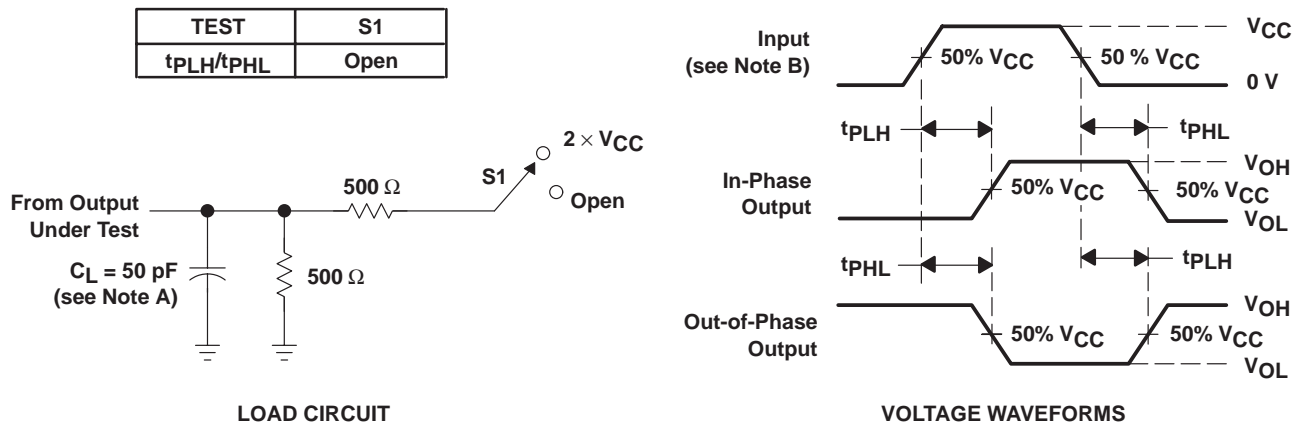 TEST S1
tPLH/tPHL Open
From Output
Under Test
CL = 50 pF
(see Note A)
500 Ω
500 Ω
S1
2 × VCC
Open
LOAD CIRCUIT
Input
(see Note B)
50% VCC
50 % VCC
VCC
0 V
tPLH
tPHL
In-Phase
Output
50% VCC
50% VCC
VOH
VOL
tPHL
tPLH
Out-of-Phase
Output
50% VCC
50% VCC
VOH
VOL
VOLTAGE WAVEFORMS